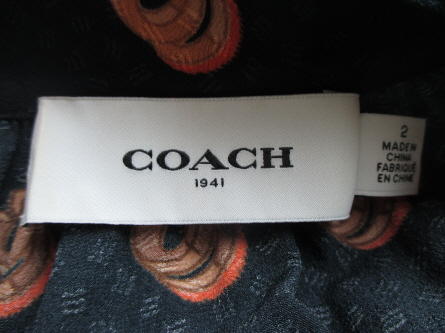 COACH
1941
2
MADE IN
CHINA
FABRIQUÉ
EN CHINE